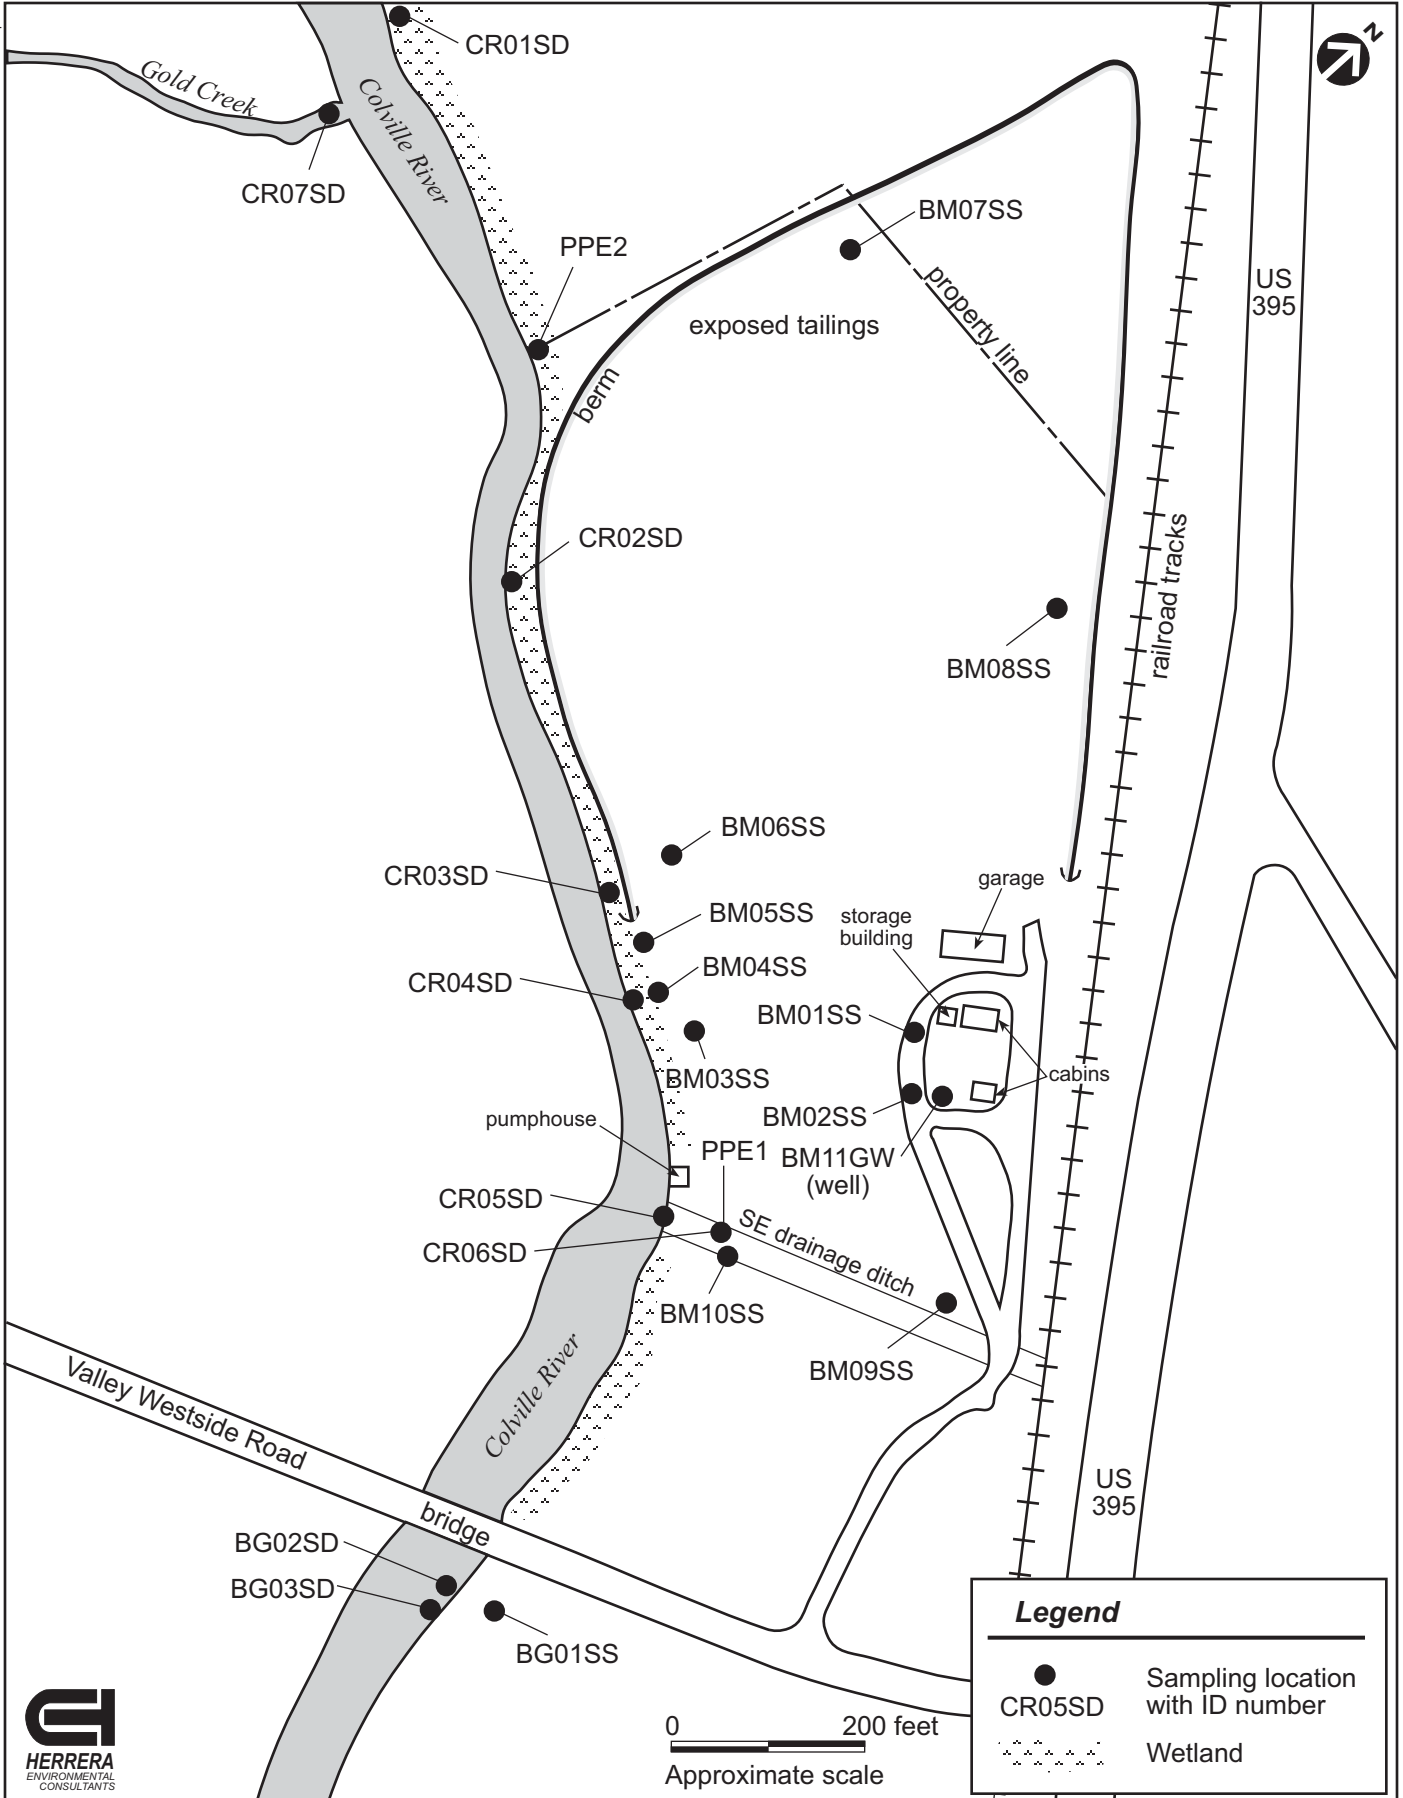 CR01SD
N
Gold Creek
Colville River
CR07SD
BM07SS
PPE2
property line
US
395
exposed tailings
berm
CR02SD
railroad tracks
BM08SS
BM06SS
CR03SD
garage
BM05SS
storage
building
BM04SS
CR04SD
BM01SS
BM03SS
cabins
pumphouse
BM02SS
PPE1
BM11GW
(well)
CR05SD
SE drainage ditch
CR06SD
BM10SS
BM09SS
Colville River
Valley Westside Road
US
395
bridge
BG02SD
BG03SD
BG01SS
Legend
Sampling location
with ID number
CR05SD
Wetland
0 200 feet
Approximate scale
HERRERA
ENVIRONMENTAL
CONSULTANTS